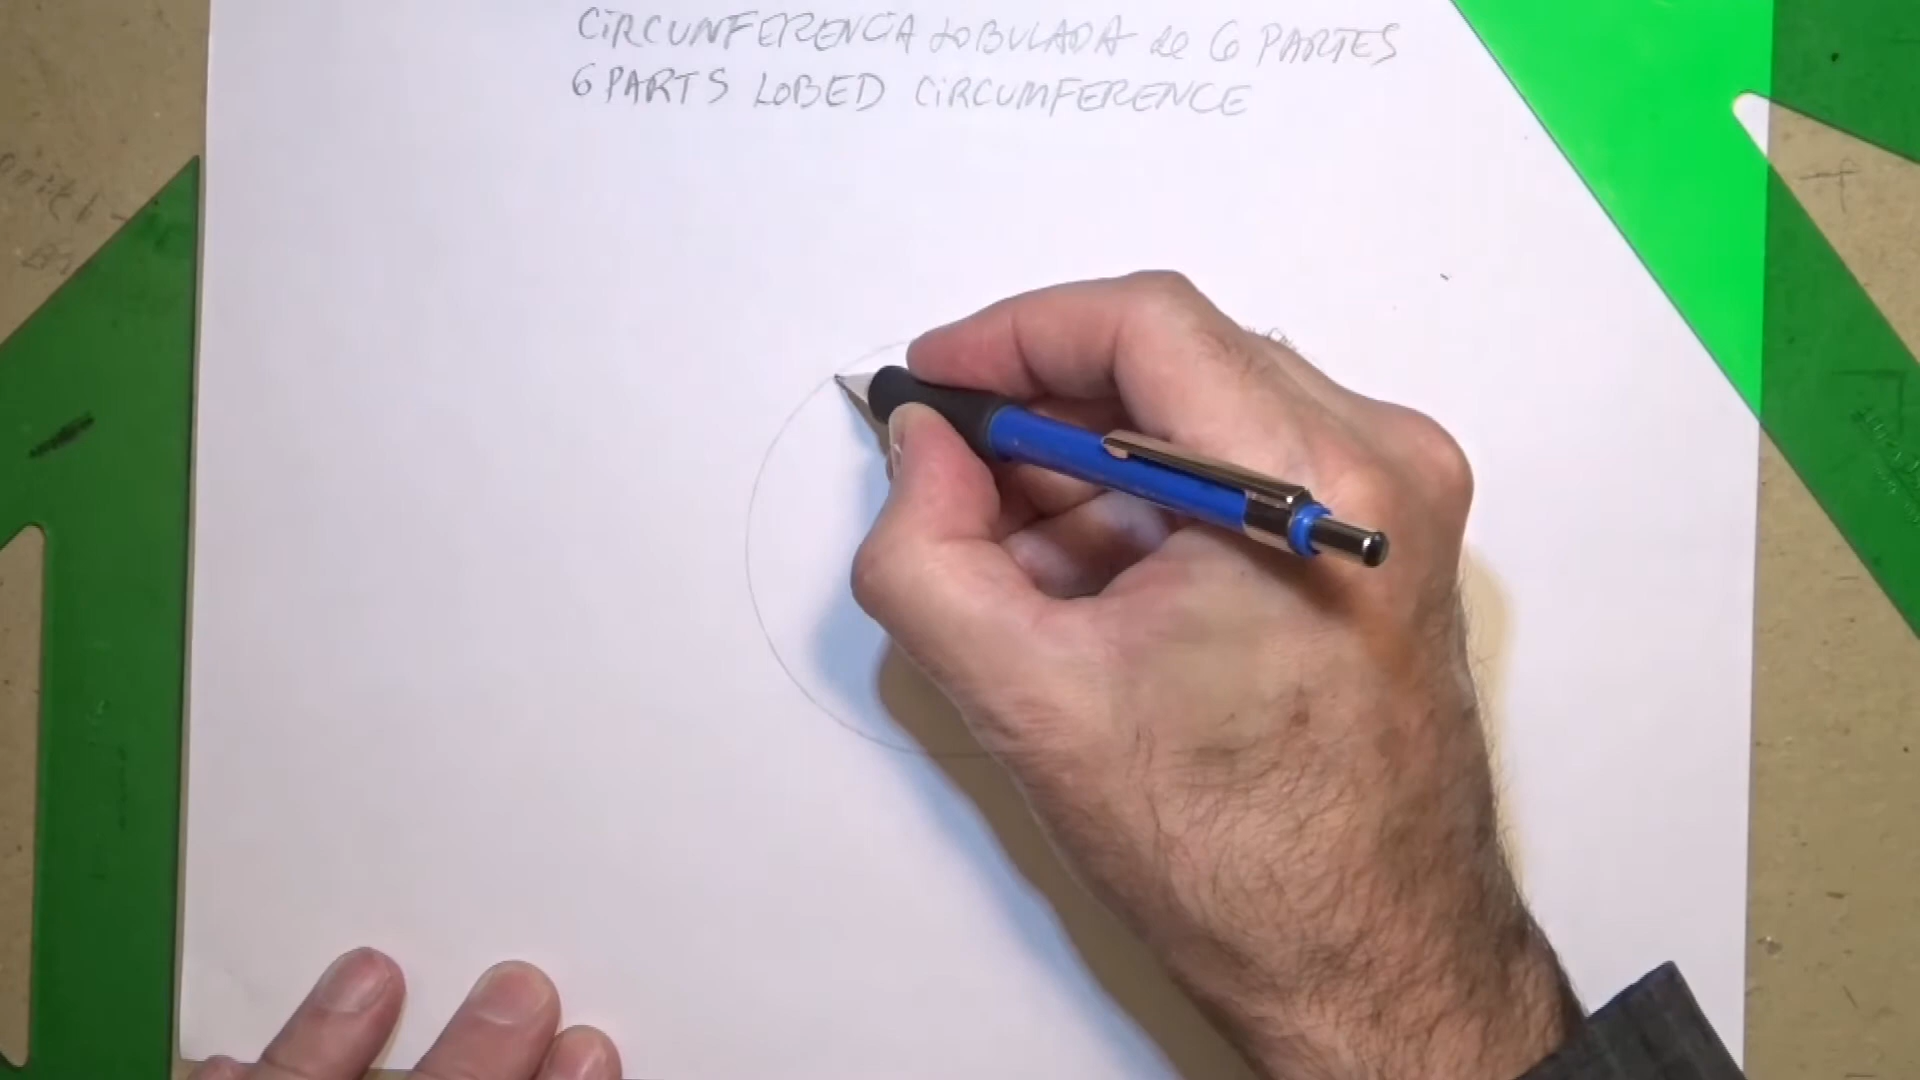 CIRCUNFERENCIA LOBULADA de 6 PARTES
6 PARTS LOBED CIRCUMFERENCE